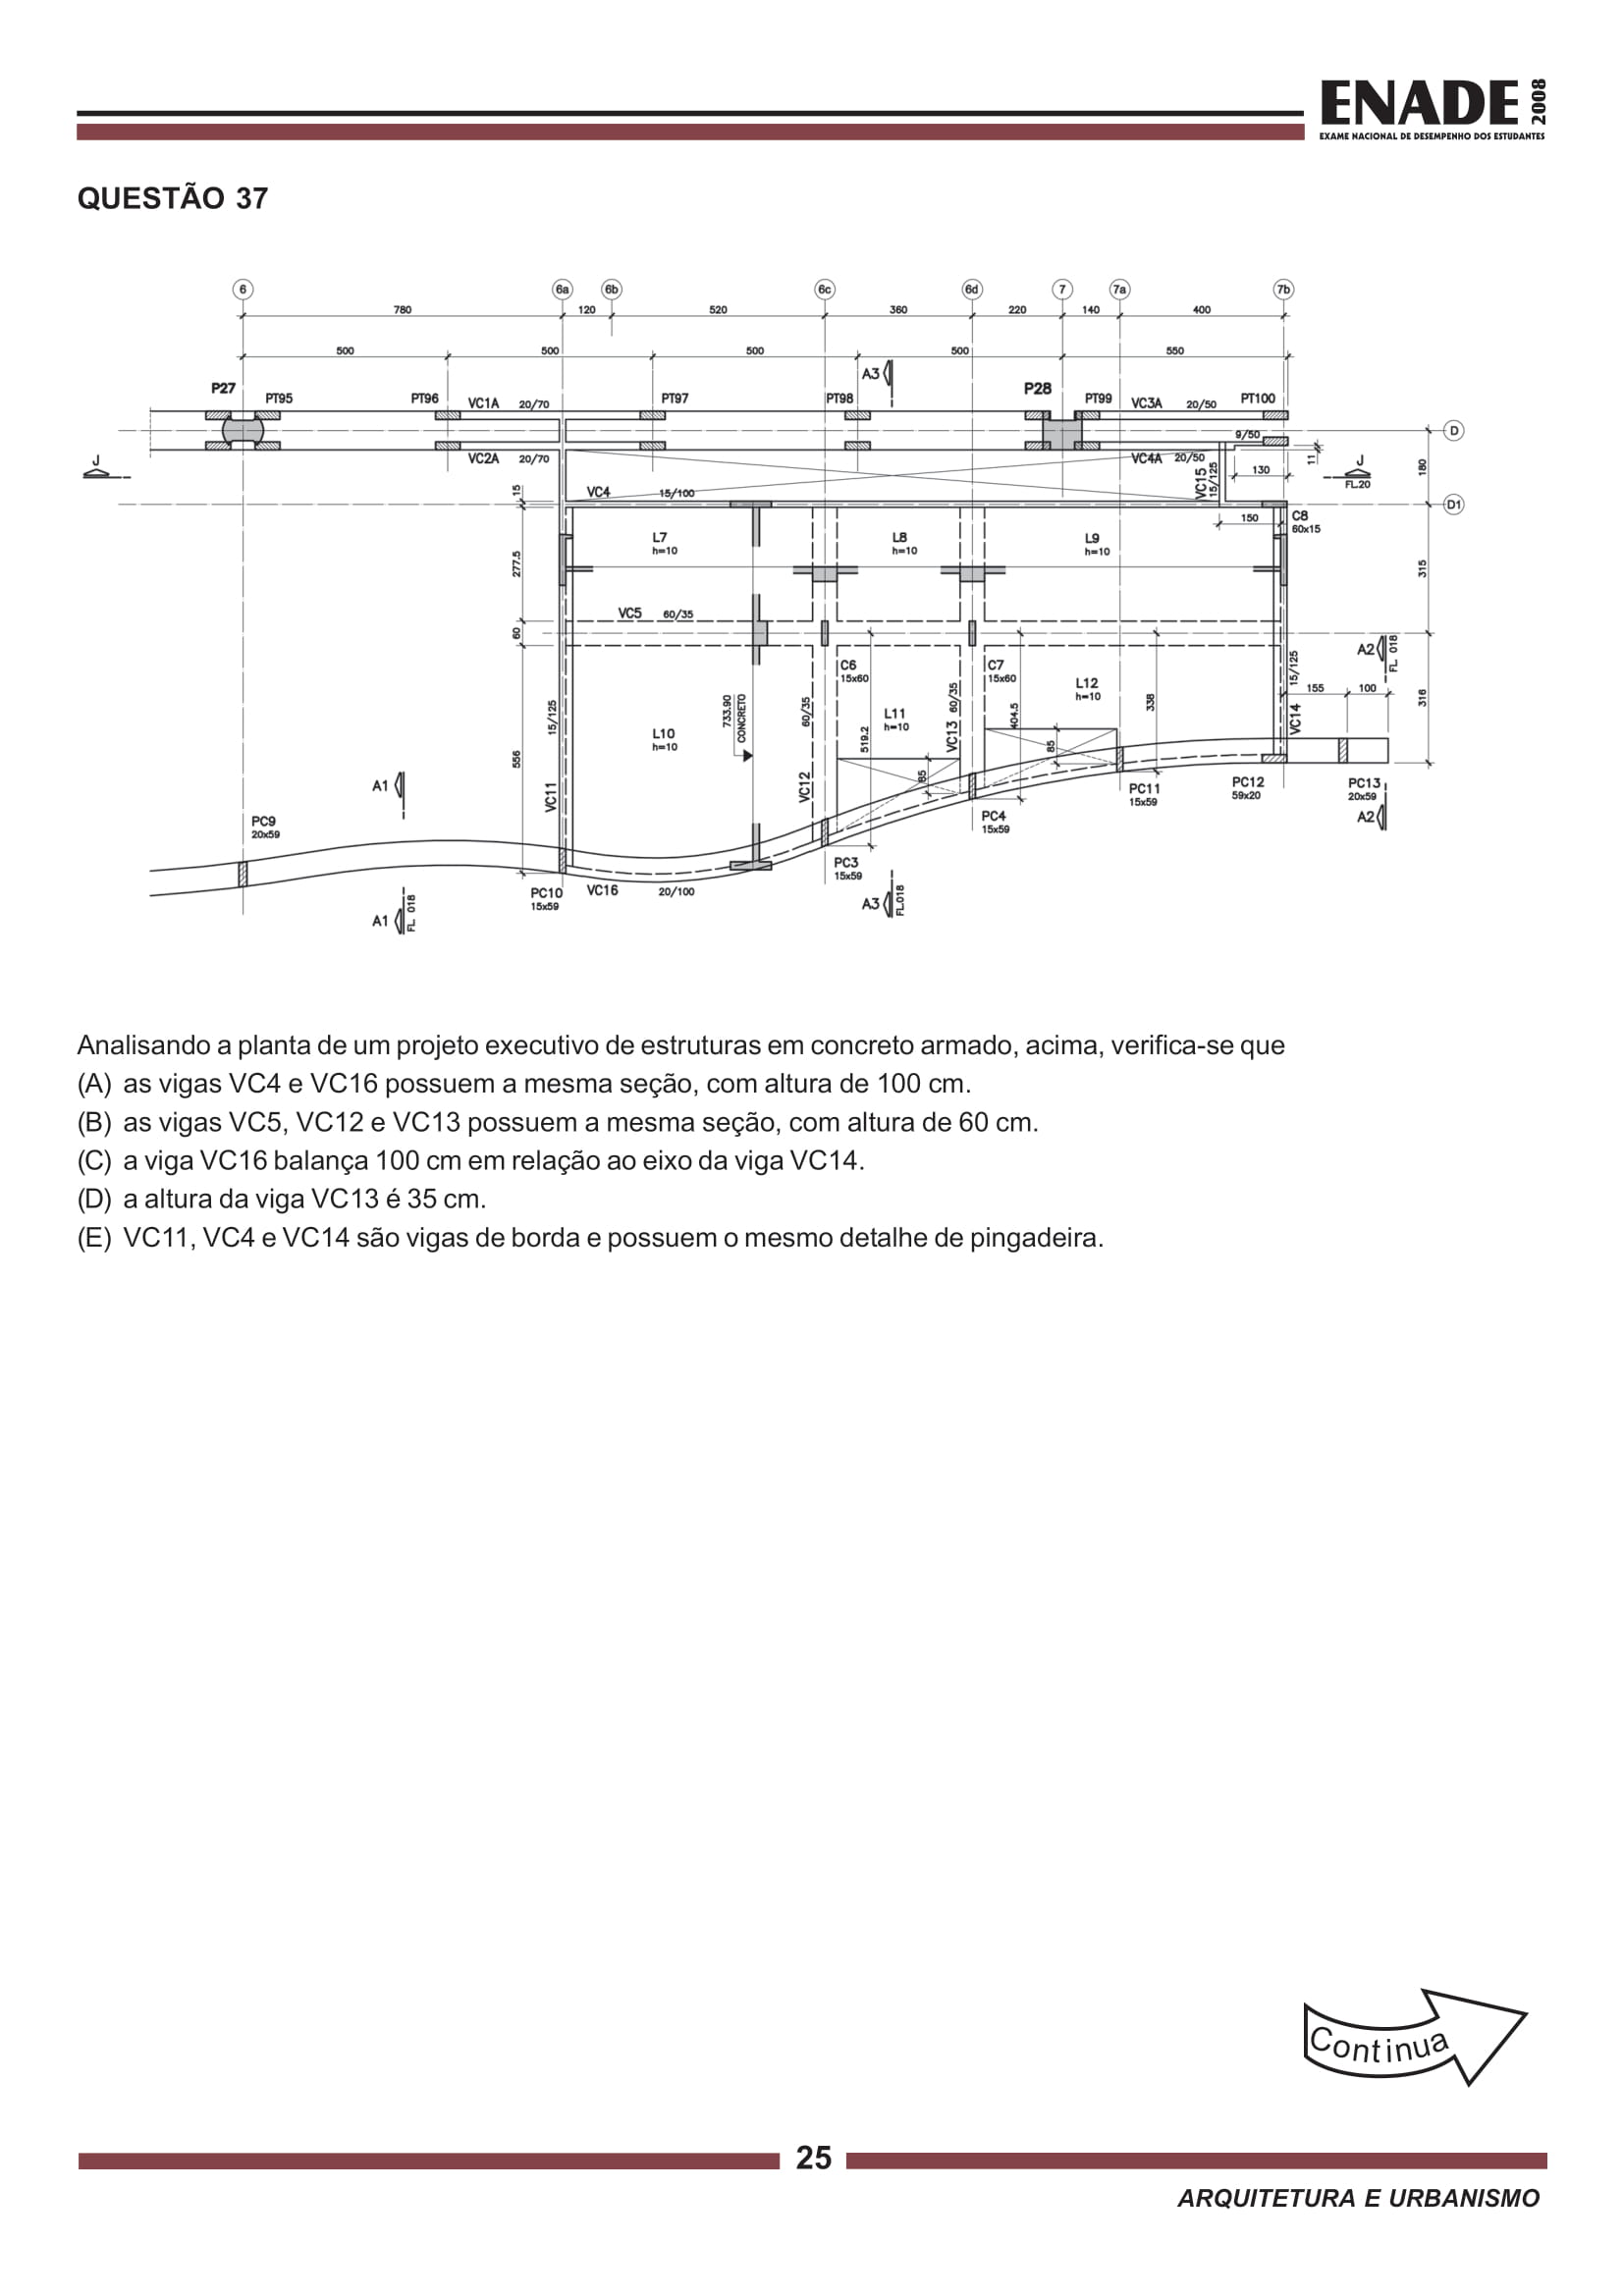 ENADE 2008
EXAME NACIONAL DE DESEMPENHO DOS ESTUDANTES
QUESTÃO 37
6 6a 6b 6c 6d 7 7a 7b
780 120 520 360 220 140 400
500 500 500 500 550
A3
P27 P28
PT95 PT96 VC1A 20/70 PT97 PT98 PT99 VC3A 20/50 PT100
9/50 D
VC2A 20/70 VC4A 20/50
J 11 180 J
130 FL.20
VC15 15/125
15 VC4 15/100 D1
150 C8
60x15
L7 L8 L9
h=10 h=10 h=10
277.5 315
VC5 60/35
60
A2 FL. 018
C6 C7
15x60 15x60
15/125
L12
h=10
155 100
733.90
CONCRETO
15/125 60/35 VC13 60/35 404.5 338 316
L11
h=10
L10
h=10
519.2
VC14
556 85 85
A1 VC11 VC12
PC11 PC12 PC13
15x59 59x20 20x59
PC9 PC4 A2
20x59 15x59
PC3
15x59
PC10 VC16 20/100
15x59
A3 FL.018
A1 FL. 018
Analisando a planta de um projeto executivo de estruturas em concreto armado, acima, verifica-se que
(A) as vigas VC4 e VC16 possuem a mesma seção, com altura de 100 cm.
(B) as vigas VC5, VC12 e VC13 possuem a mesma seção, com altura de 60 cm.
(C) a viga VC16 balança 100 cm em relação ao eixo da viga VC14.
(D) a altura da viga VC13 é 35 cm.
(E) VC11, VC4 e VC14 são vigas de borda e possuem o mesmo detalhe de pingadeira.
Continua
25
ARQUITETURA E URBANISMO